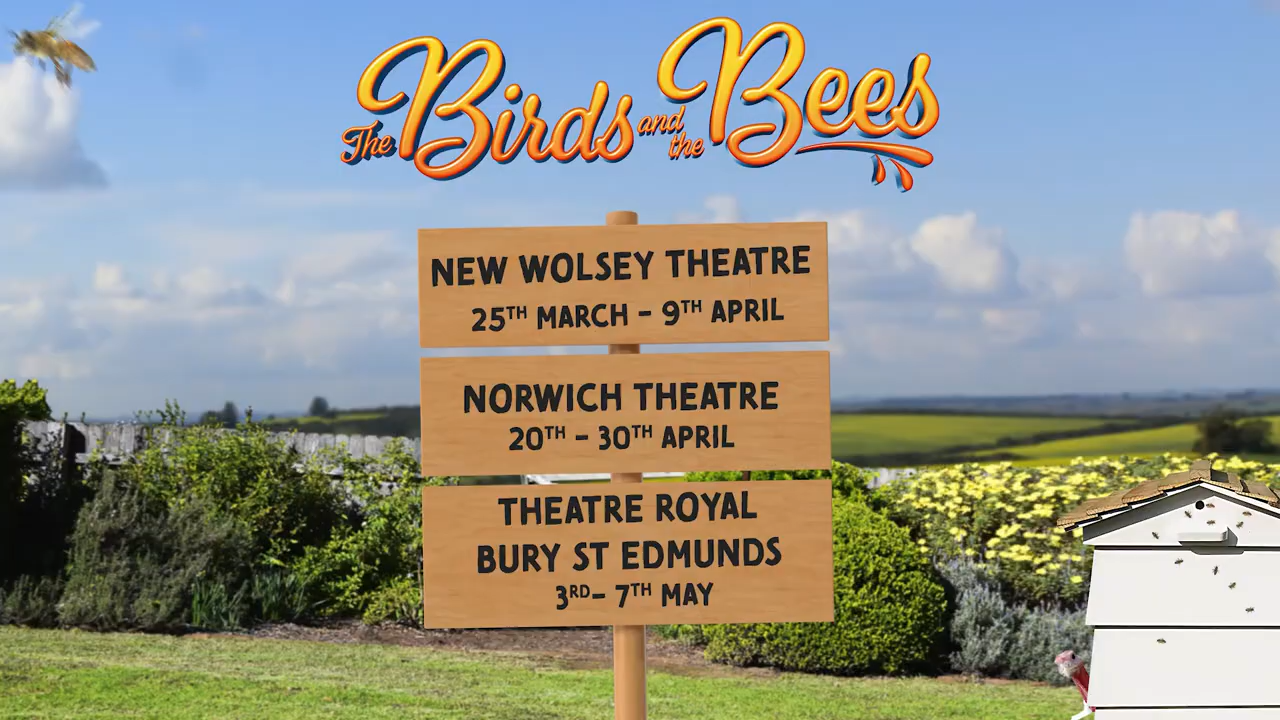 The Birds and the Bees
NEW WOLSEY THEATRE
25TH MARCH - 9TH APRIL
NORWICH THEATRE
20TH - 30TH APRIL
THEATRE ROYAL
BURY ST EDMUNDS
3RD- 7TH MAY